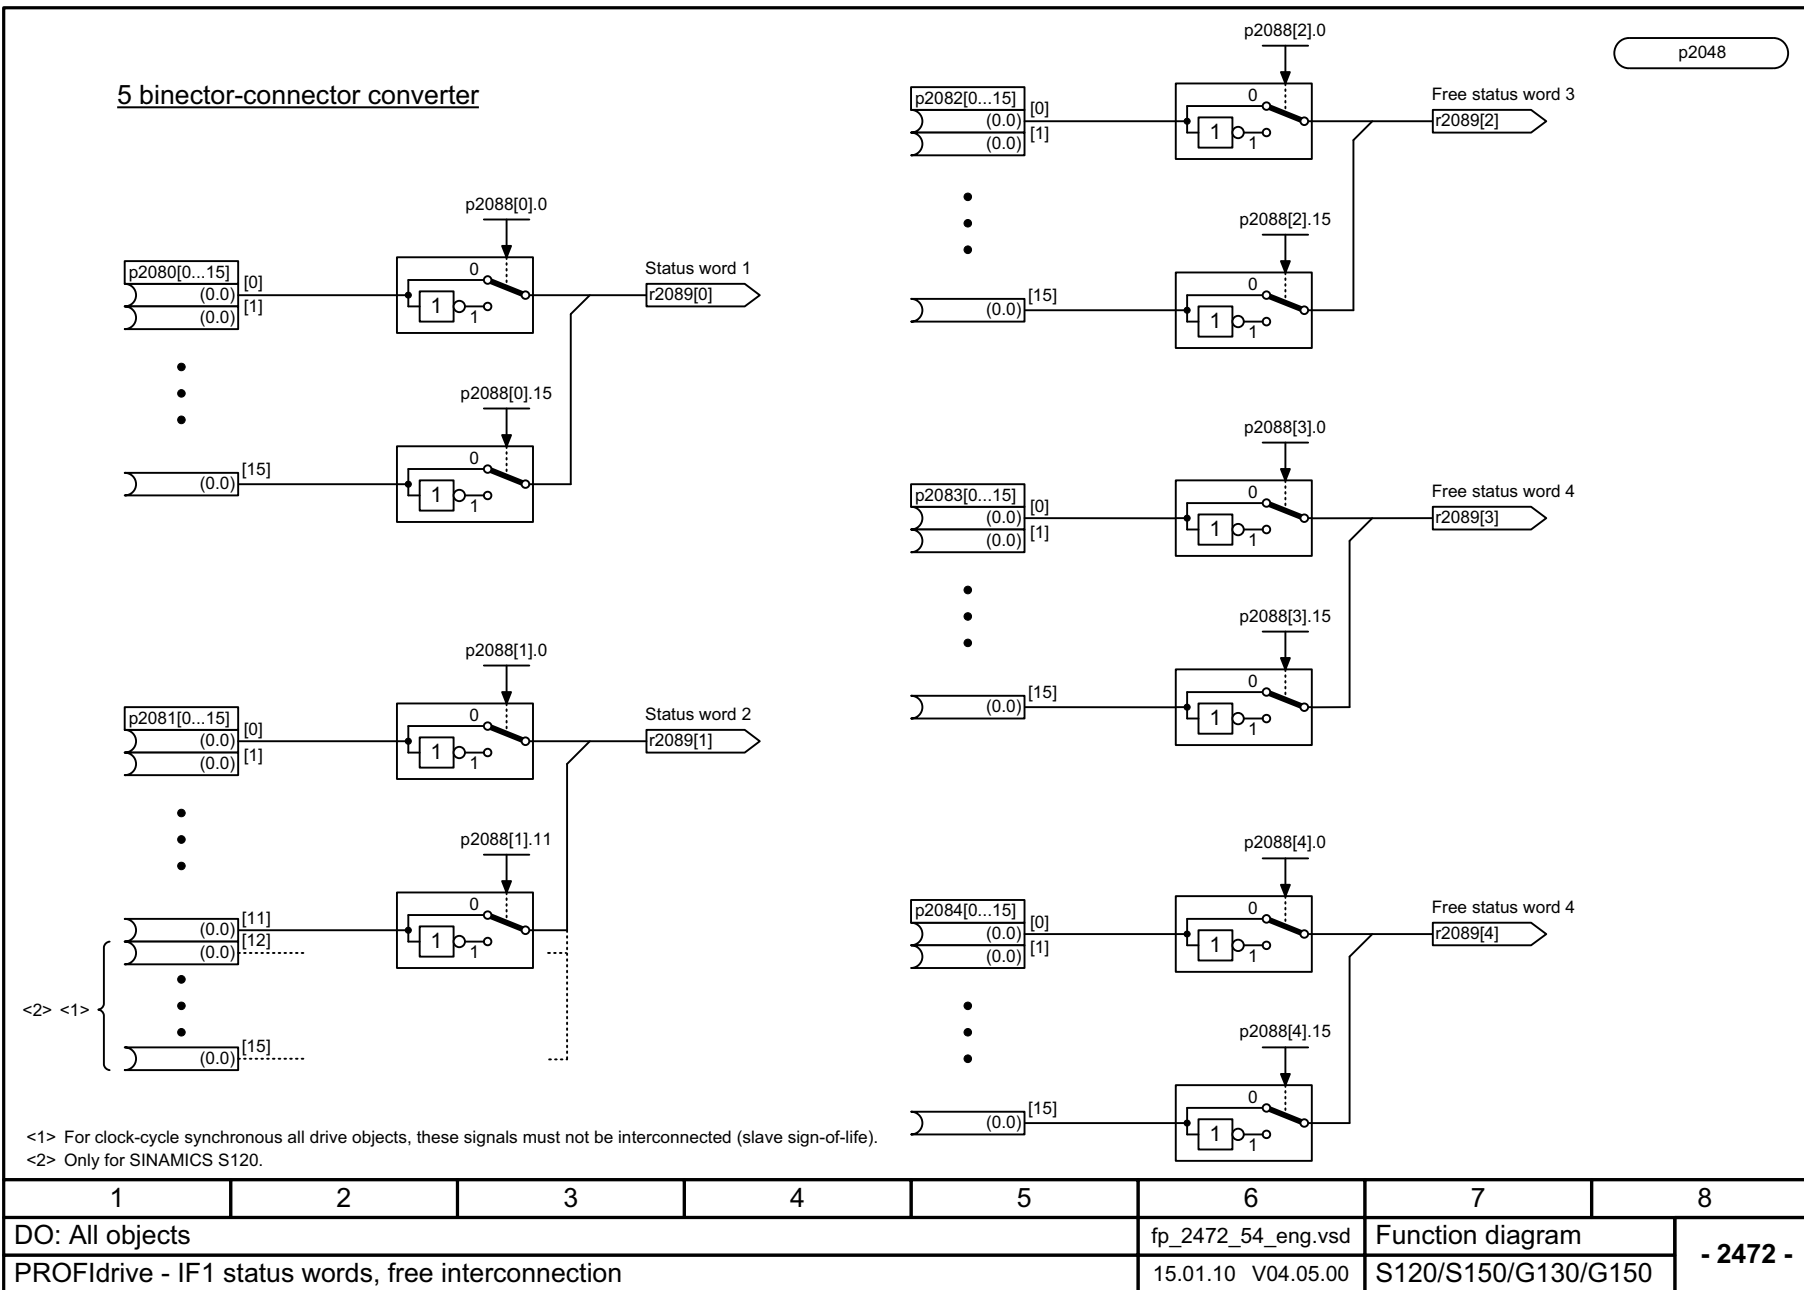 5 binector-connector converter
p2048
p2088[0].0
p2080[0...15]
(0.0)
[0]
(0.0)
[1]
0
1
1
Status word 1
r2089[0]
p2088[0].15
(0.0)
[15]
0
1
1
p2088[1].0
p2081[0...15]
(0.0)
[0]
(0.0)
[1]
0
1
1
Status word 2
r2089[1]
p2088[1].11
(0.0)
[11]
(0.0)
[12]
0
1
1
<2> <1>
(0.0)
[15]
p2088[2].0
p2082[0...15]
(0.0)
[0]
(0.0)
[1]
0
1
1
Free status word 3
r2089[2]
p2088[2].15
(0.0)
[15]
0
1
1
p2088[3].0
p2083[0...15]
(0.0)
[0]
(0.0)
[1]
0
1
1
Free status word 4
r2089[3]
p2088[3].15
(0.0)
[15]
0
1
1
p2088[4].0
p2084[0...15]
(0.0)
[0]
(0.0)
[1]
0
1
1
Free status word 4
r2089[4]
p2088[4].15
(0.0)
[15]
0
1
1
<1> For clock-cycle synchronous all drive objects, these signals must not be interconnected (slave sign-of-life).
<2> Only for SINAMICS S120.
1 2 3 4 5 6 7 8
DO: All objects
fp_2472_54_eng.vsd
Function diagram
- 2472 -
PROFIdrive - IF1 status words, free interconnection
15.01.10 V04.05.00
S120/S150/G130/G150